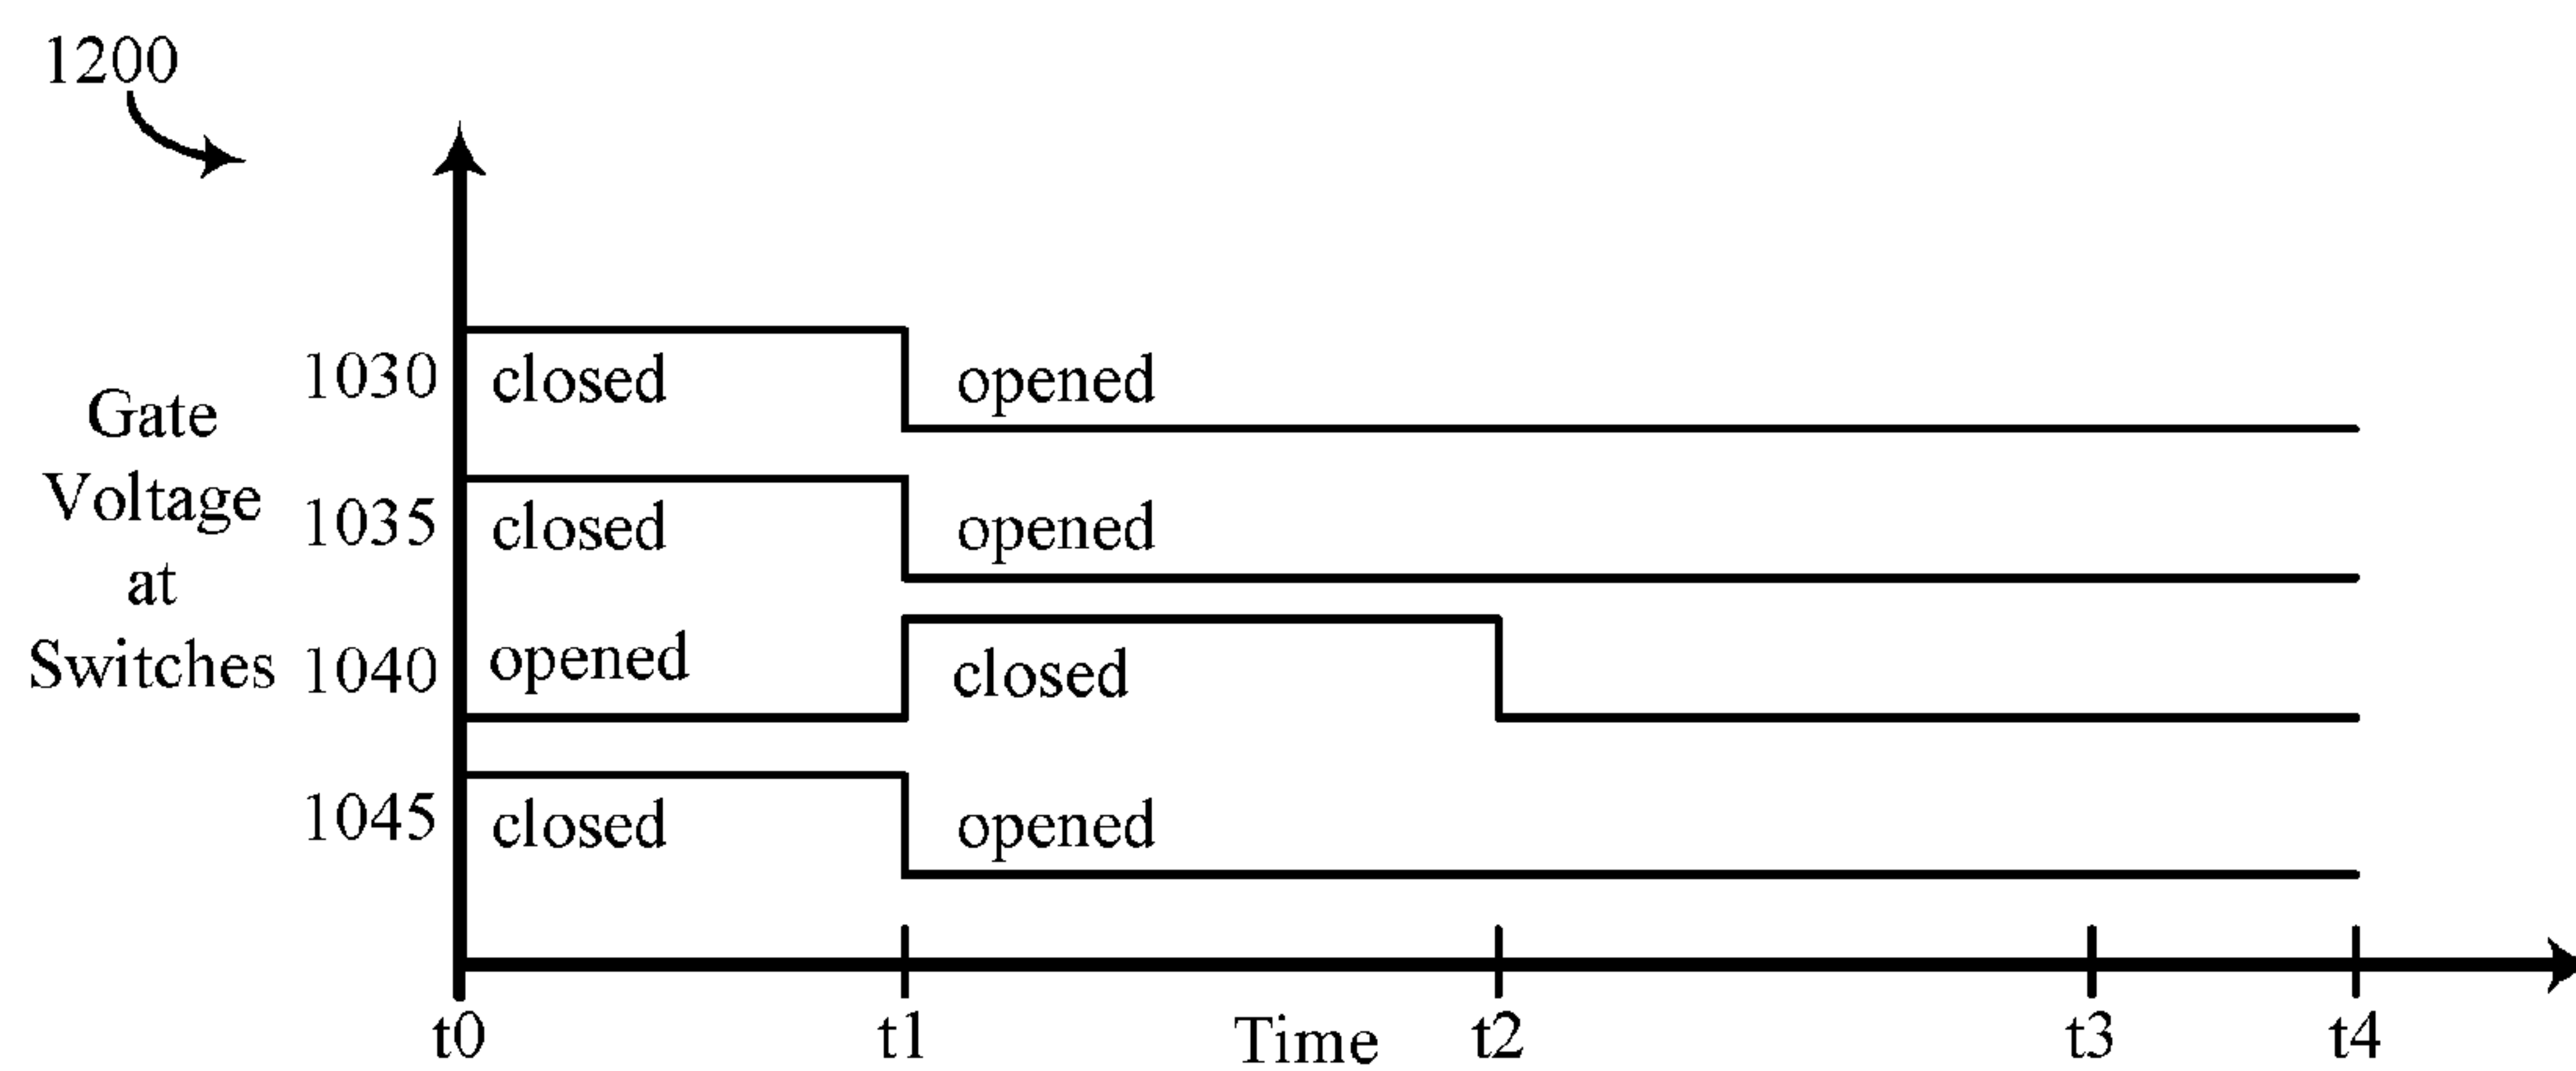 1200
Gate
Voltage
at
Switches
1030
closed
opened
1035
closed
opened
1040
opened
closed
1045
closed
opened
t0
t1
Time
t2
t3
t4